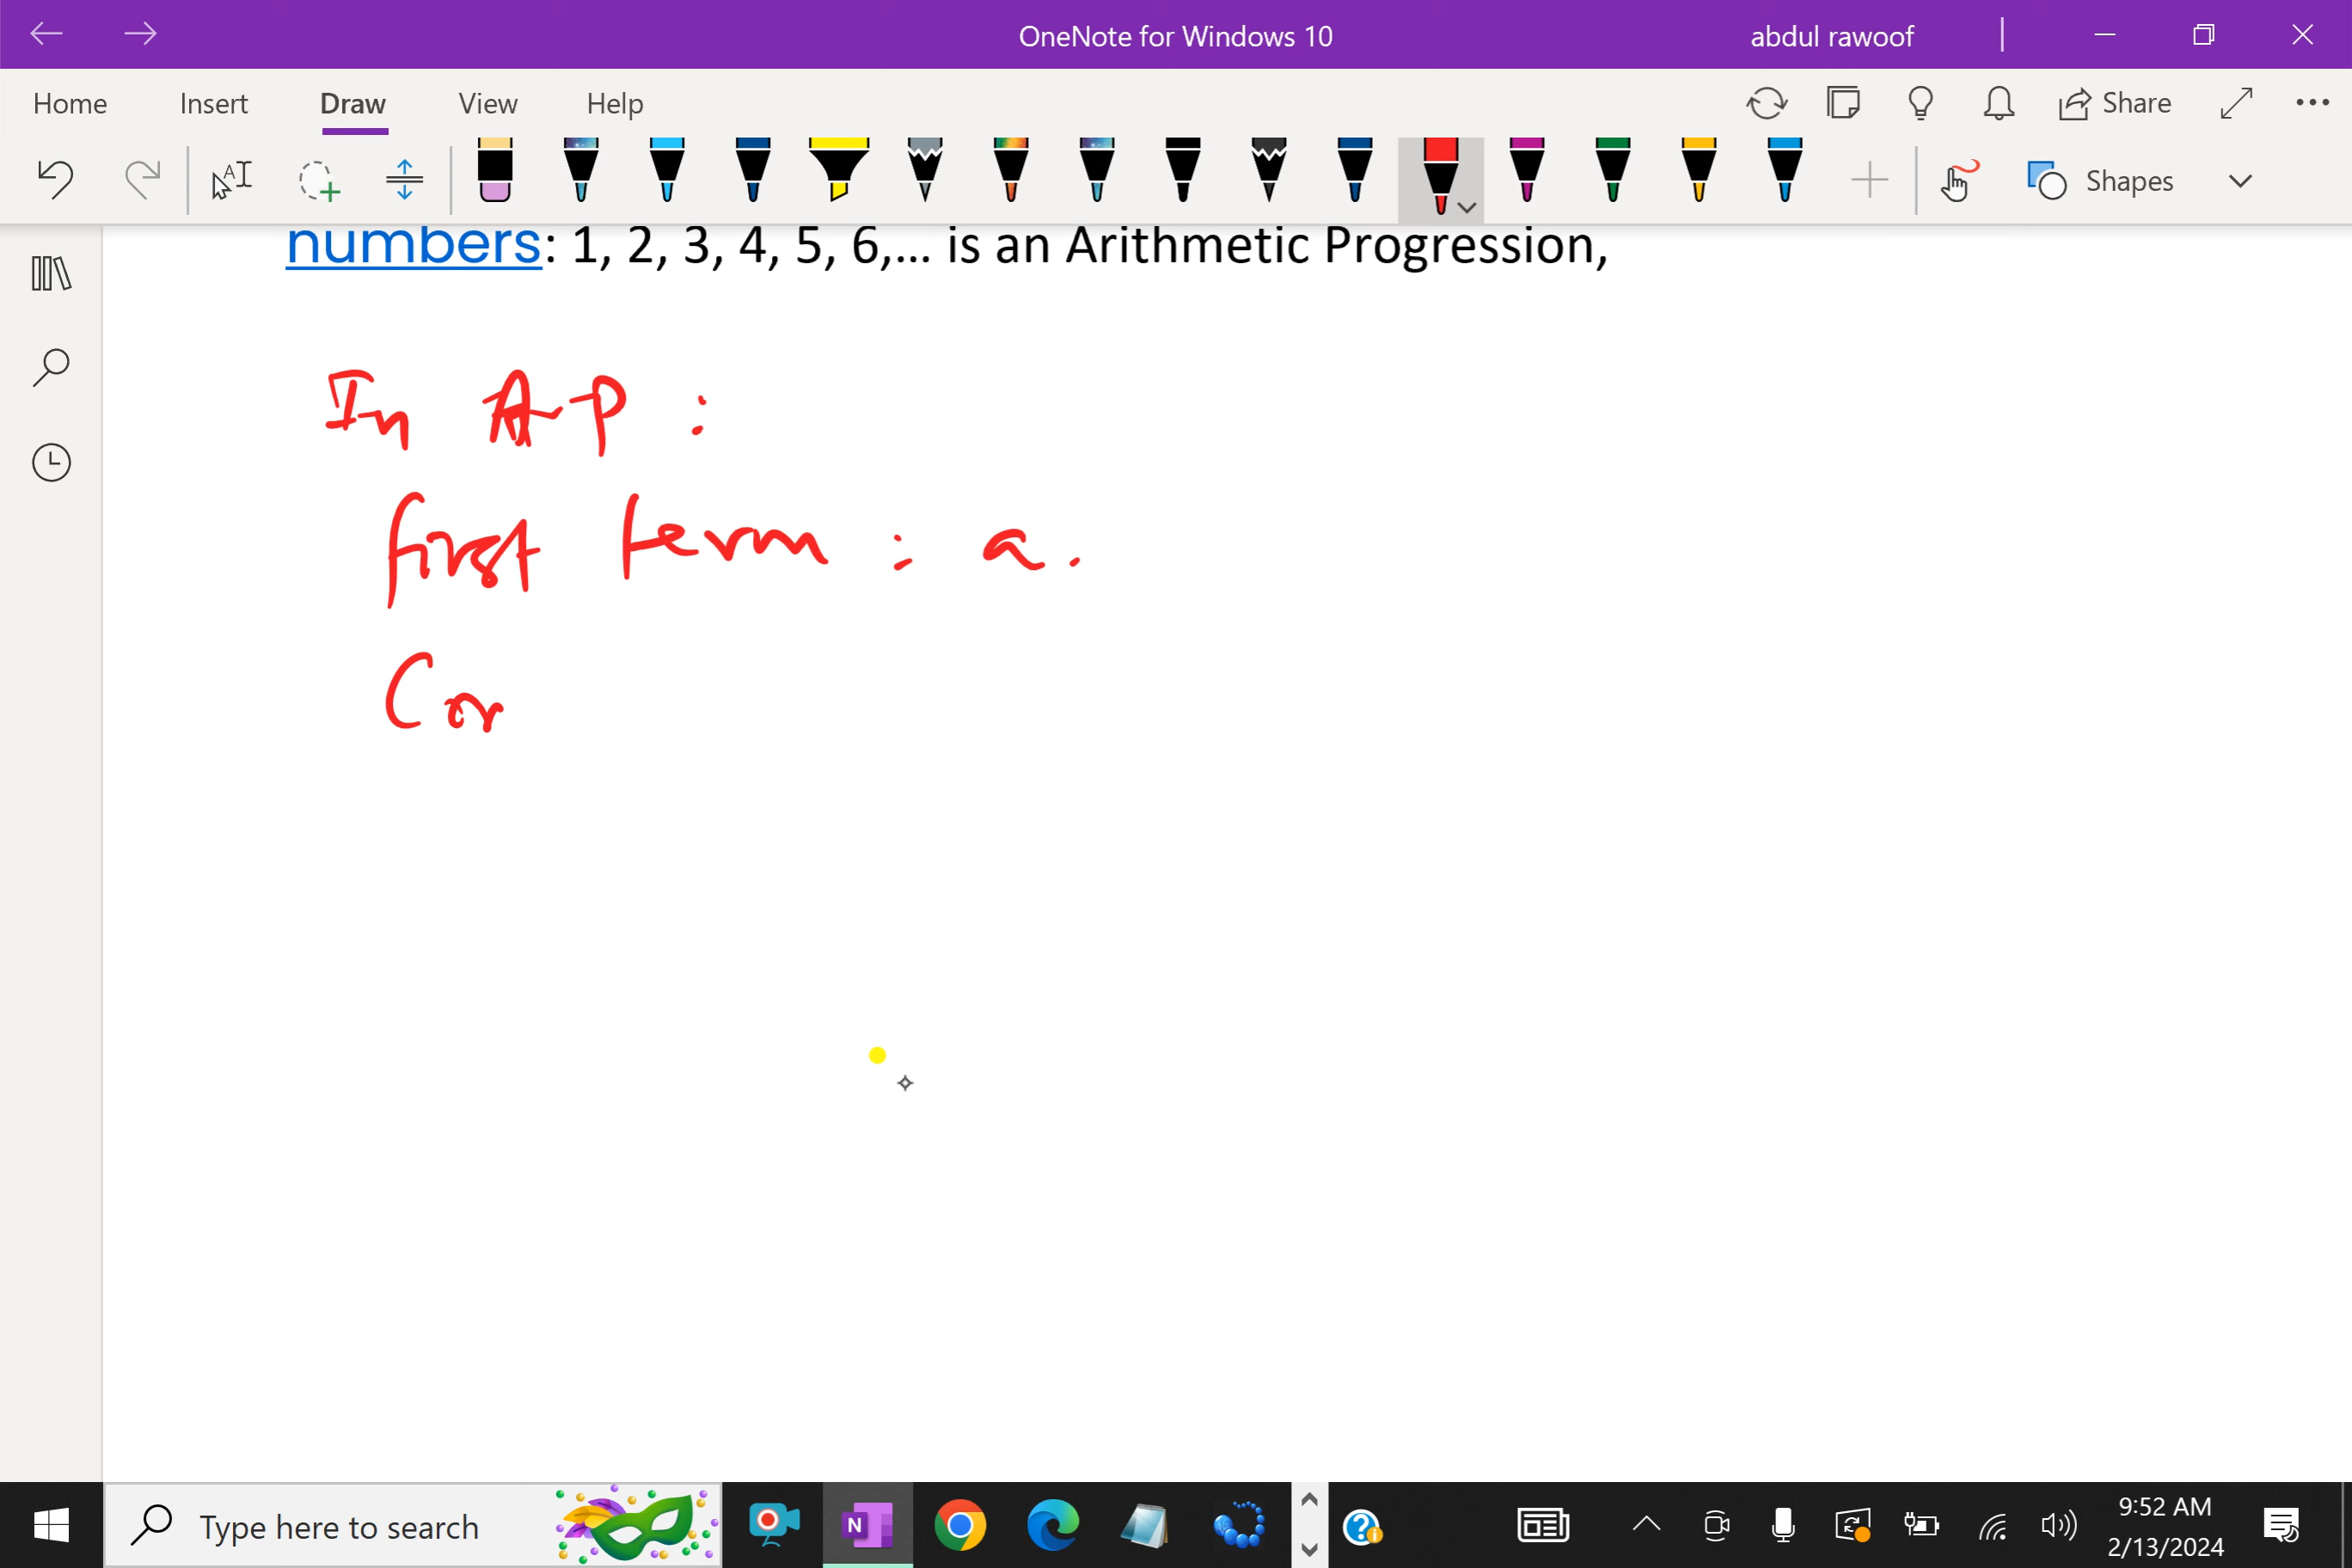 OneNote for Windows 10
abdul rawoof
Home Insert Draw View Help
Share
Shapes
numbers: 1, 2, 3, 4, 5, 6,... is an Arithmetic Progression,
In AP :
first term : a.
Com
Type here to search
9:52 AM
2/13/2024